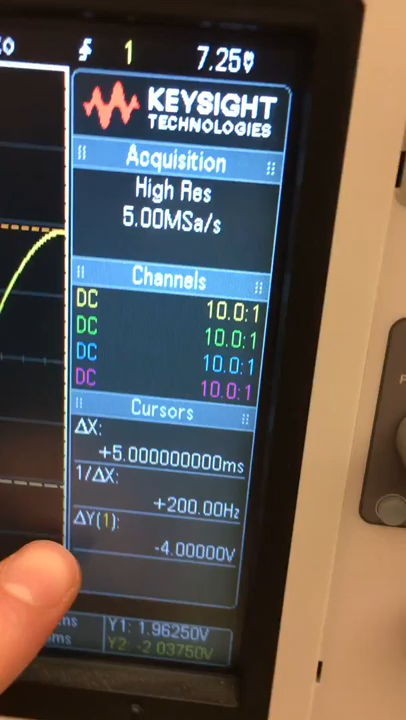 1 7.25
KEYSIGHT
TECHNOLOGIES
Acquisition
High Res
5.00MSa/s
Channels
DC 10.0:1
DC 10.0:1
DC 10.0:1
DC 10.0:1
Cursors
ΔX:
+5.000000000ms
1/ΔX:
+200.00Hz
ΔY(1):
-4.00000V
Y1: 1.96250V
ms Y2: -2.03750V